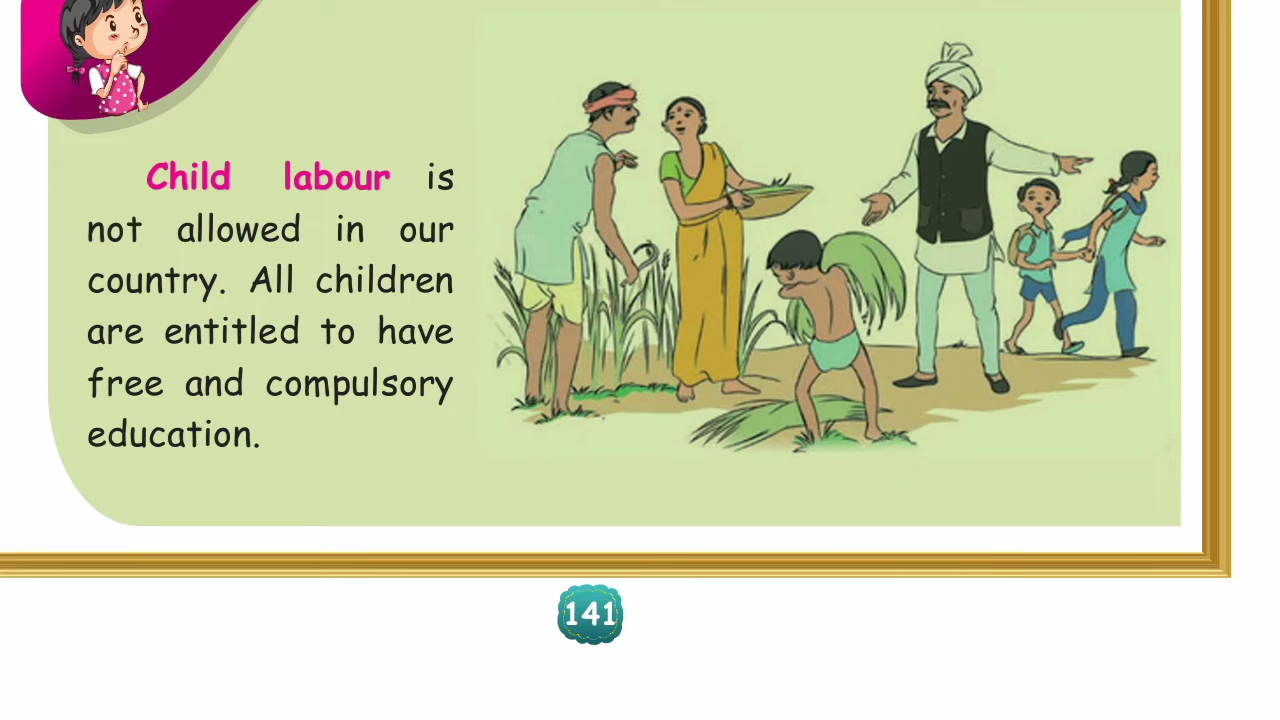 Child labour is
not allowed in our
country. All children
are entitled to have
free and compulsory
education.
141